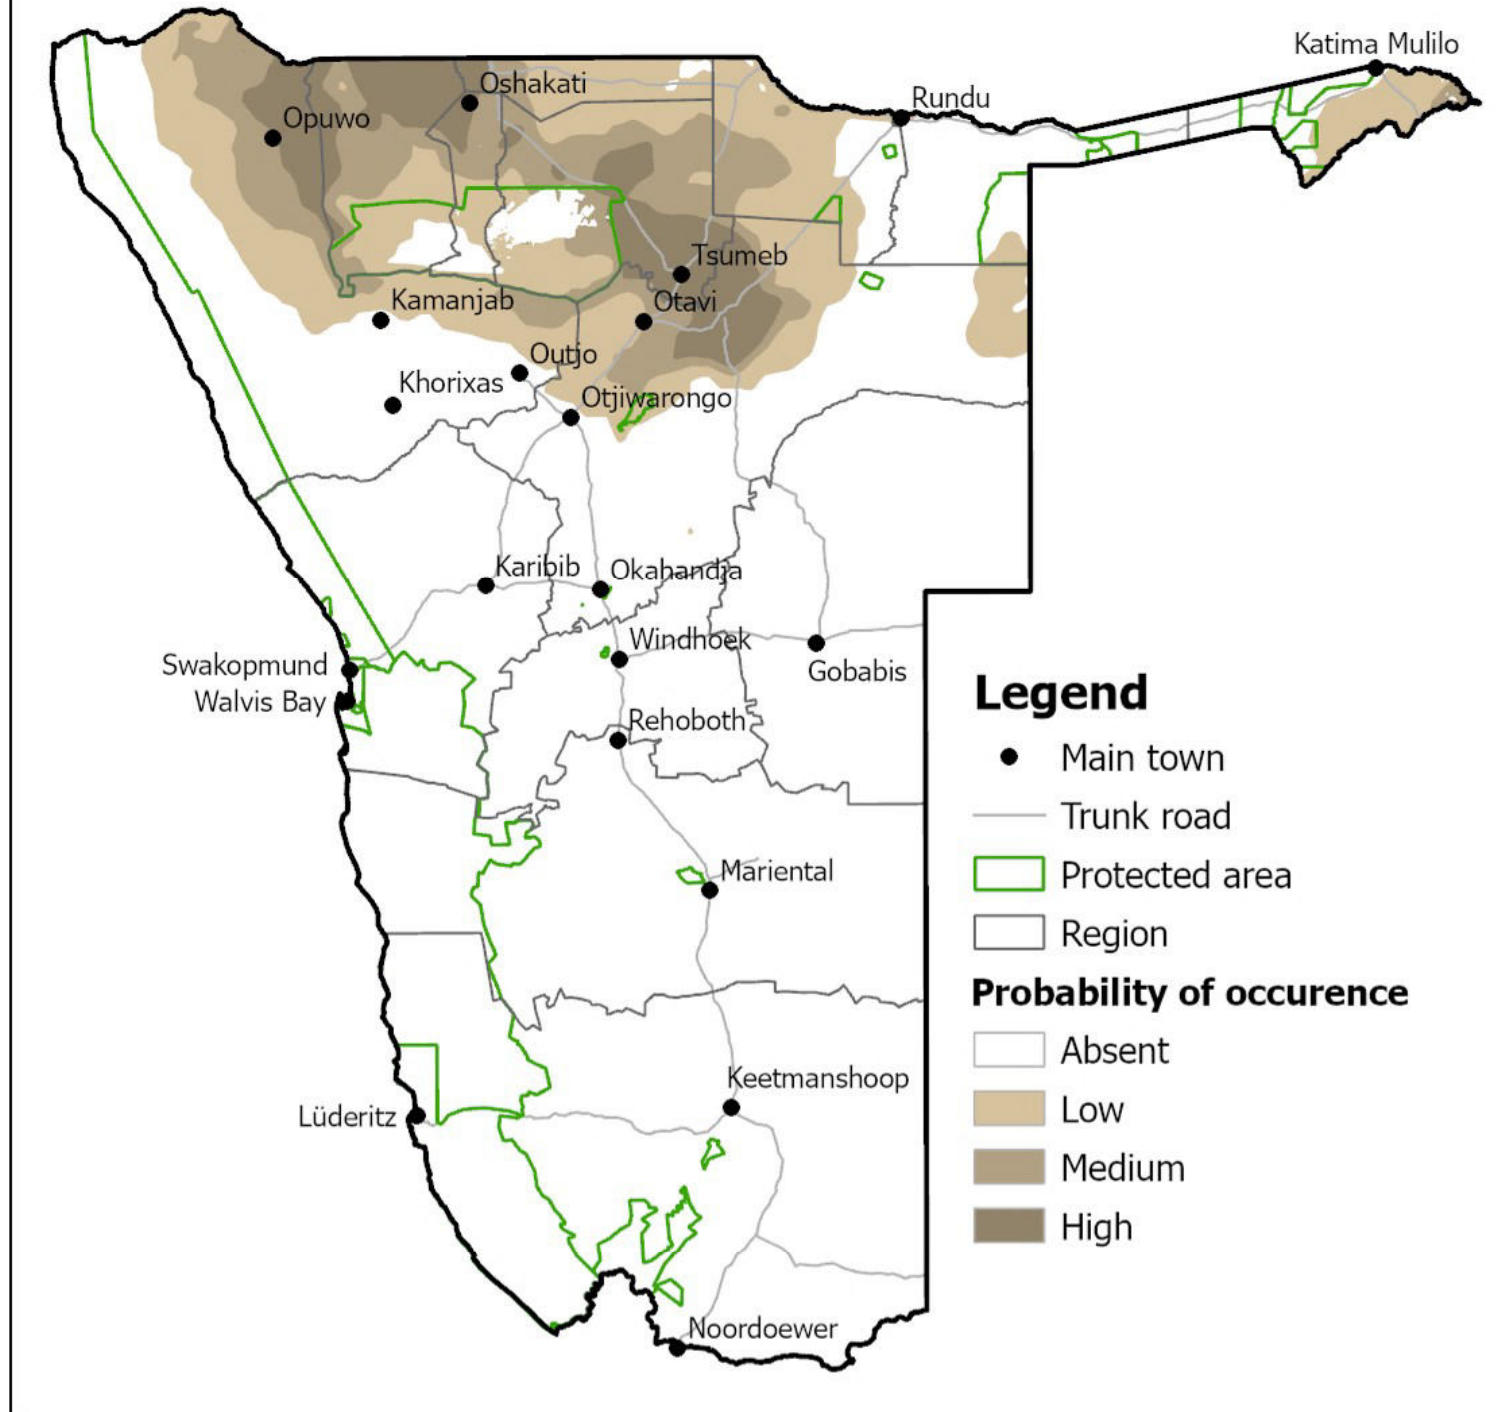 Katima Mulilo
Oshakati
Rundu
Opuwo
Tsumeb
Kamanjab
Otavi
Outjo
Khorixas
Otjiwarongo
Karibib
Okahandja
Windhoek
Swakopmund
Gobabis
Walvis Bay
Rehoboth
Mariental
Keetmanshoop
Lüderitz
Noordoewer
Legend
Main town
Trunk road
Protected area
Region
Probability of occurence
Absent
Low
Medium
High